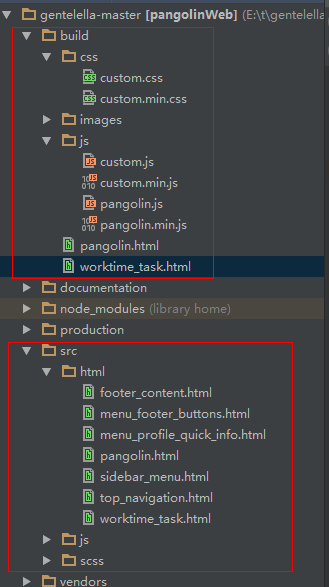 gentelella-master [pangolinWeb] (E:\t\gentelella
build
css
custom.css
custom.min.css
images
js
custom.js
custom.min.js
pangolin.js
pangolin.min.js
pangolin.html
worktime_task.html
documentation
node_modules (library home)
production
src
html
footer_content.html
menu_footer_buttons.html
menu_profile_quick_info.html
pangolin.html
sidebar_menu.html
top_navigation.html
worktime_task.html
js
scss
vendors